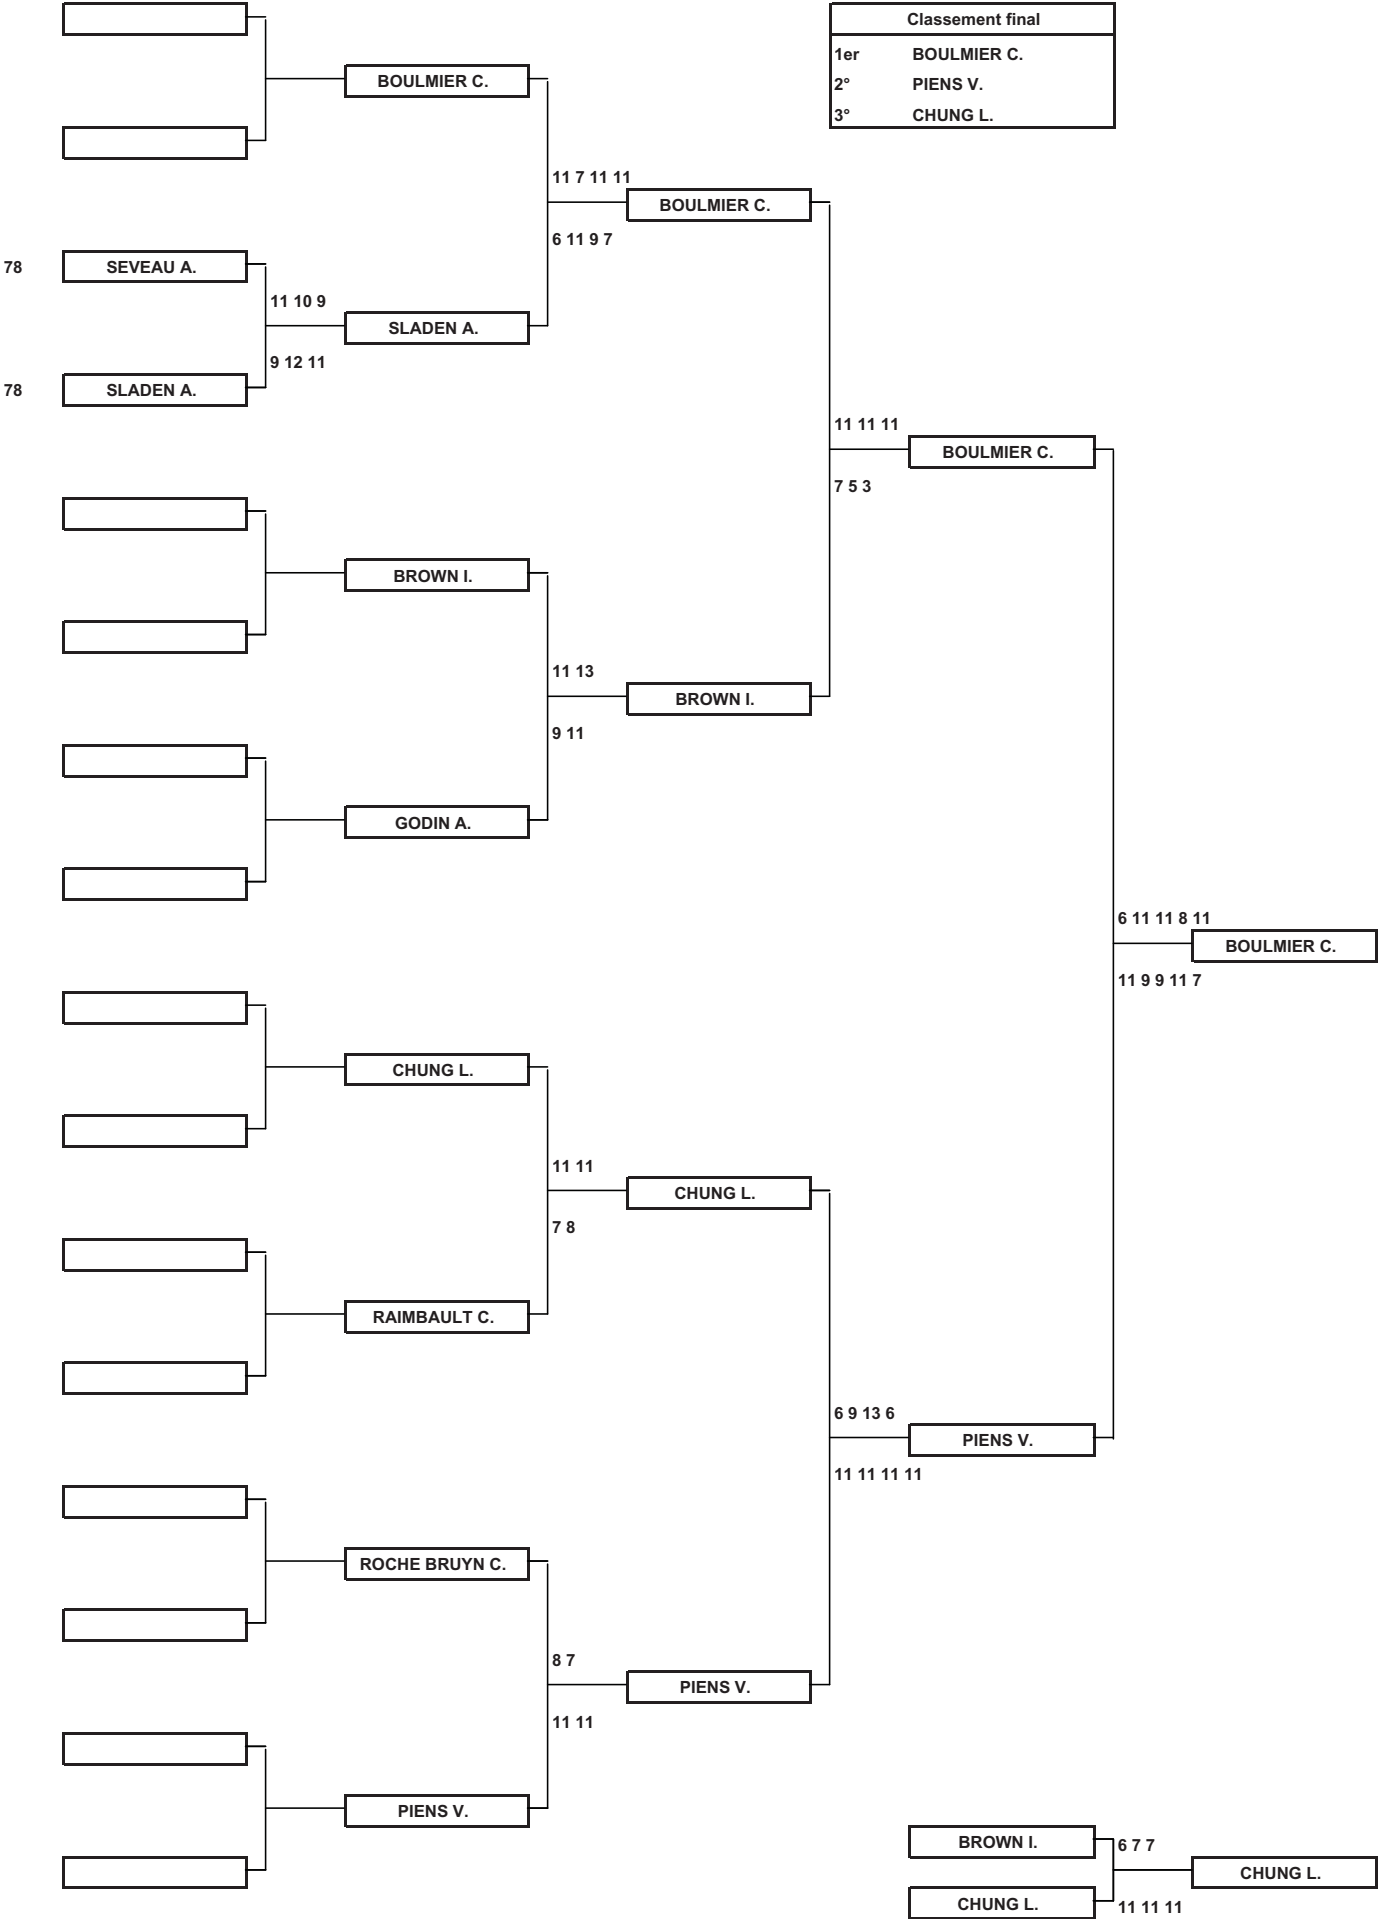 Classement final
1er BOULMIER C.
2° PIENS V.
3° CHUNG L.
BOULMIER C.
11 7 11 11
BOULMIER C.
6 11 9 7
78 SEVEAU A.
11 10 9
SLADEN A.
9 12 11
78 SLADEN A.
11 11 11
BOULMIER C.
7 5 3
BROWN I.
11 13
BROWN I.
9 11
GODIN A.
6 11 11 8 11
BOULMIER C.
11 9 9 11 7
CHUNG L.
11 11
CHUNG L.
7 8
RAIMBAULT C.
6 9 13 6
PIENS V.
11 11 11 11
ROCHE BRUYN C.
8 7
PIENS V.
11 11
PIENS V.
BROWN I.
6 7 7
CHUNG L.
CHUNG L.
11 11 11